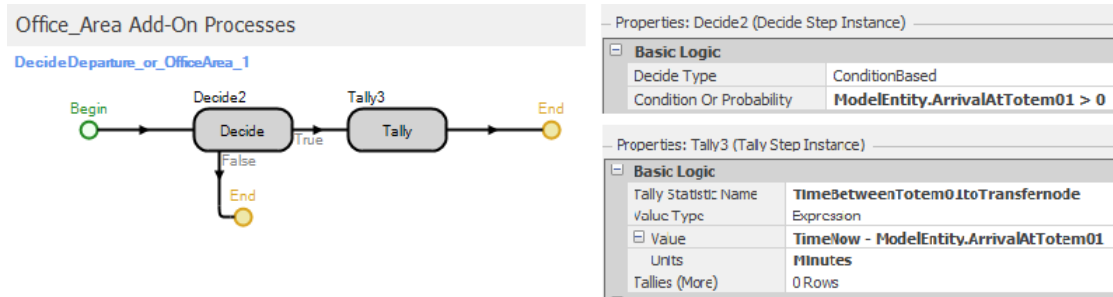 Office_Area Add-On Processes
DecideDeparture_or_OfficeArea_1
Begin
Decide2
Decide
True
False
End
Tally3
Tally
End
Properties: Decide2 (Decide Step Instance)
Basic Logic
Decide Type ConditionBased
Condition Or Probability ModelEntity.ArrivalAtTotem01 > 0
Properties: Tally3 (Tally Step Instance)
Basic Logic
Tally Statistic Name TimeBetweenTotem01toTransfernode
Value Type Expression
Value TimeNow - ModelEntity.ArrivalAtTotem01
Units Minutes
Tallies (More) 0 Rows